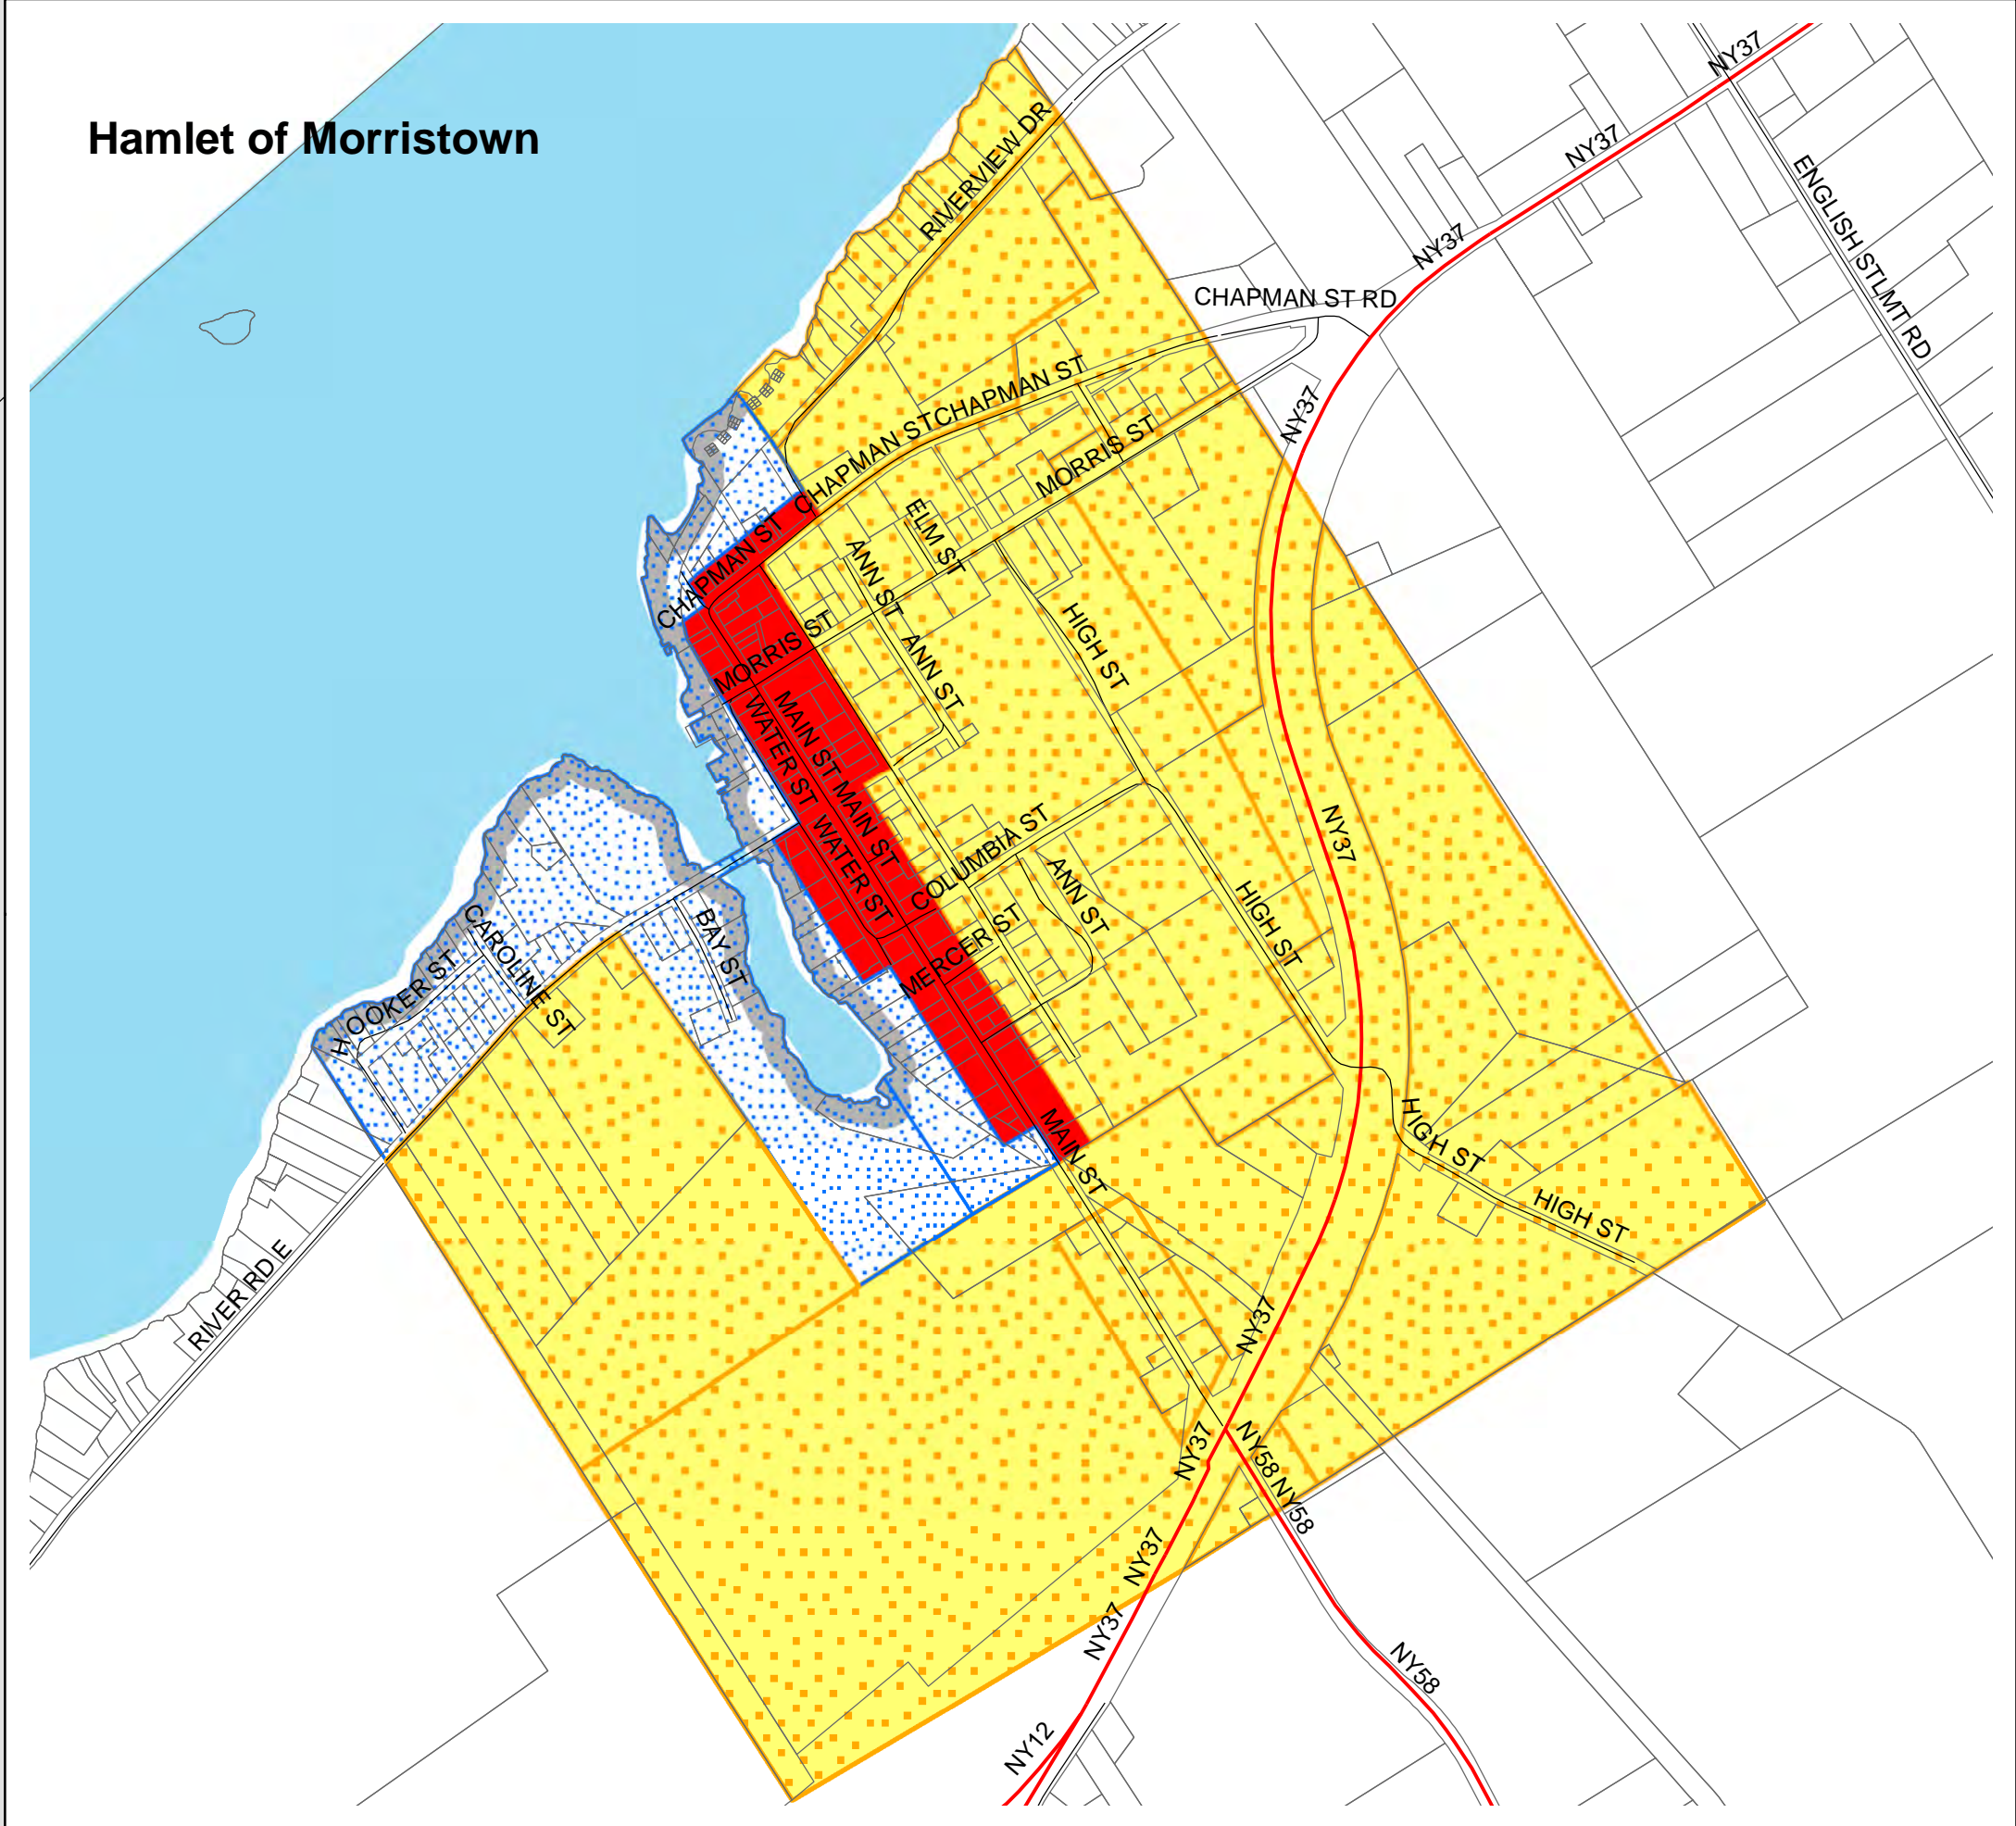 Hamlet of Morristown
NY37
NY37
RIVERVIEW DR
ENGLISH STLMT RD
NY37
CHAPMAN ST RD
CHAPMAN ST
CHAPMAN ST
NY37
MORRIS ST
CHAPMAN ST
ELM ST
ANN ST
MORRIS ST
HIGH ST
ANN ST
MAIN ST
WATER ST
MAIN ST
NY37
WATER ST
COLUMBIA ST
ANN ST
HIGH ST
BAY ST
CAROLINE ST
MERCER ST
HOOKER ST
HIGH ST
MAIN ST
HIGH ST
RIVER RD E
NY37
NY37
NY58
NY58
NY37
NY37
NY58
NY12